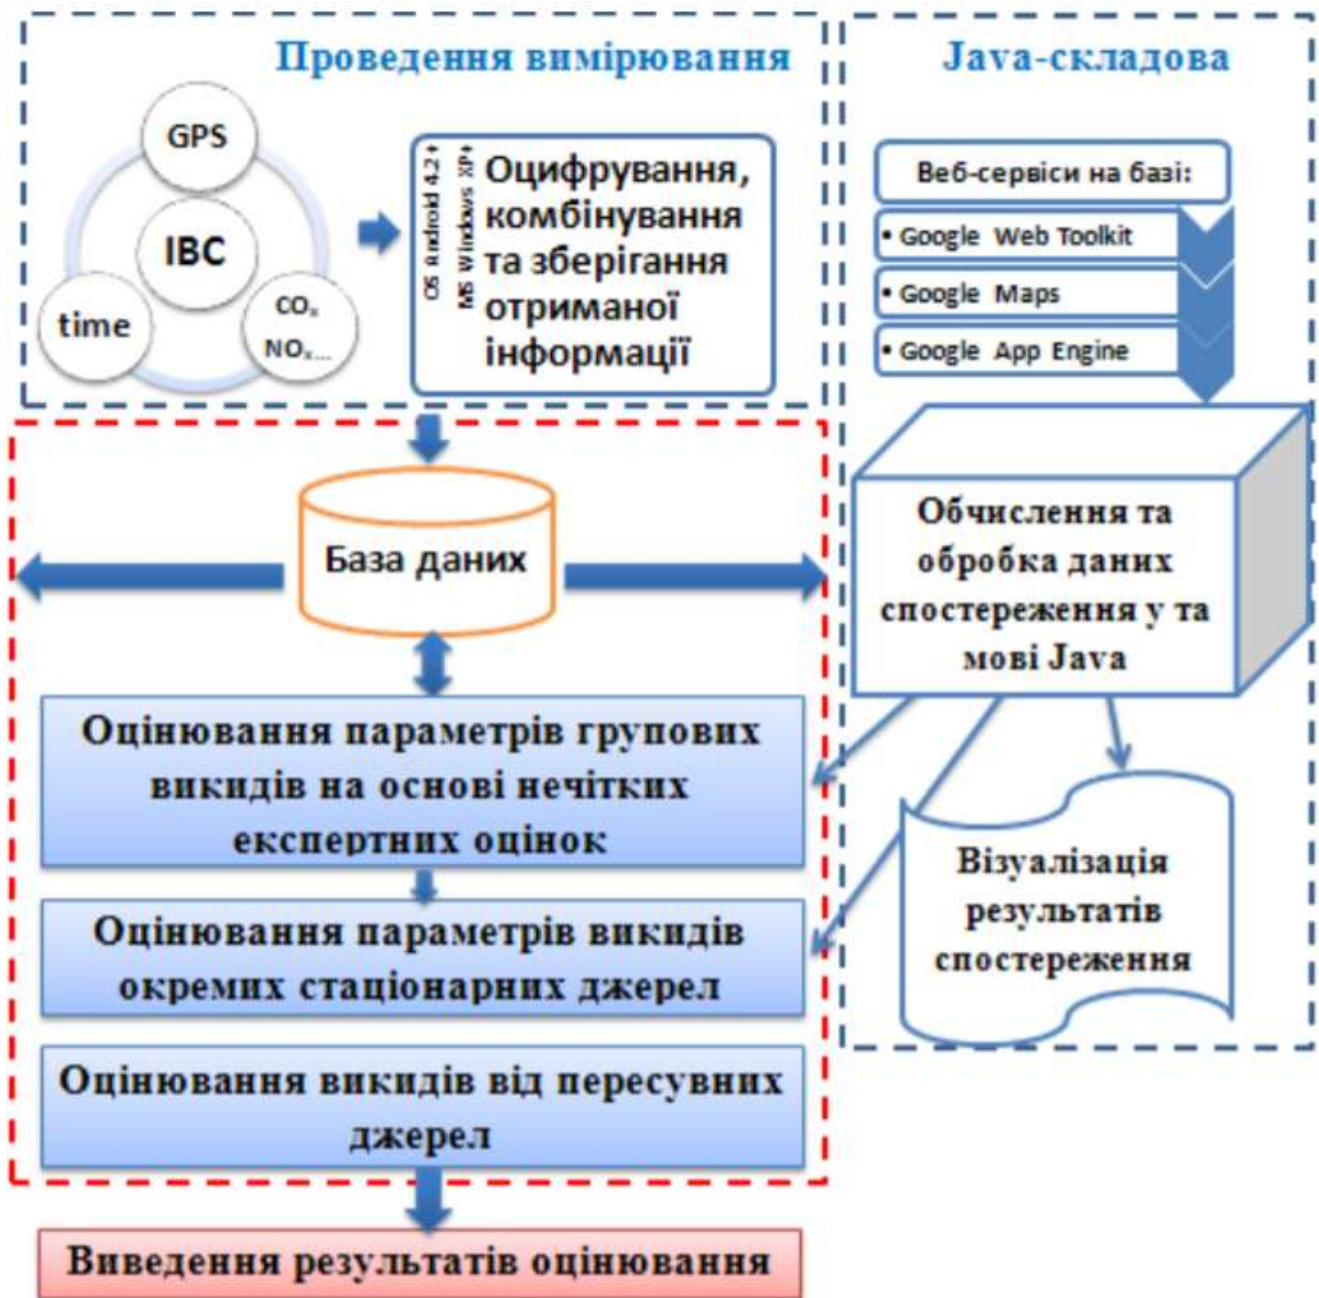 Проведення вимірювання
GPS
ІВС
time
COₓ
NOₓ...
OS Android 4.2+
MS Windows XP+
Оцифрування,
комбінування
та зберігання
отриманої
інформації
Java-складова
Веб-сервіси на базі:
• Google Web Toolkit
• Google Maps
• Google App Engine
Обчислення та
обробка даних
спостереження у та
мові Java
Візуалізація
результатів
спостереження
База даних
Оцінювання параметрів групових
викидів на основі нечітких
експертних оцінок
Оцінювання параметрів викидів
окремих стаціонарних джерел
Оцінювання викидів від пересувних
джерел
Виведення результатів оцінювання